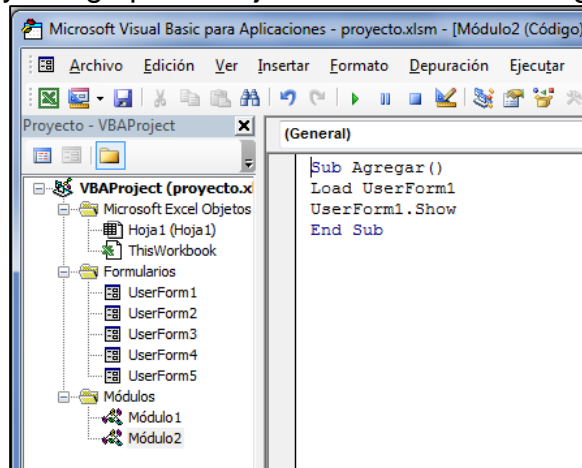 Microsoft Visual Basic para Aplicaciones - proyecto.xlsm - [Módulo2 (Código)
Archivo Edición Ver Insertar Formato Depuración Ejecutar
Proyecto - VBAProject
(General)
VBAProject (proyecto.x
Microsoft Excel Objetos
Hoja1 (Hoja1)
ThisWorkbook
Formularios
UserForm1
UserForm2
UserForm3
UserForm4
UserForm5
Módulos
Módulo1
Módulo2
Sub Agregar()
Load UserForm1
UserForm1.Show
End Sub